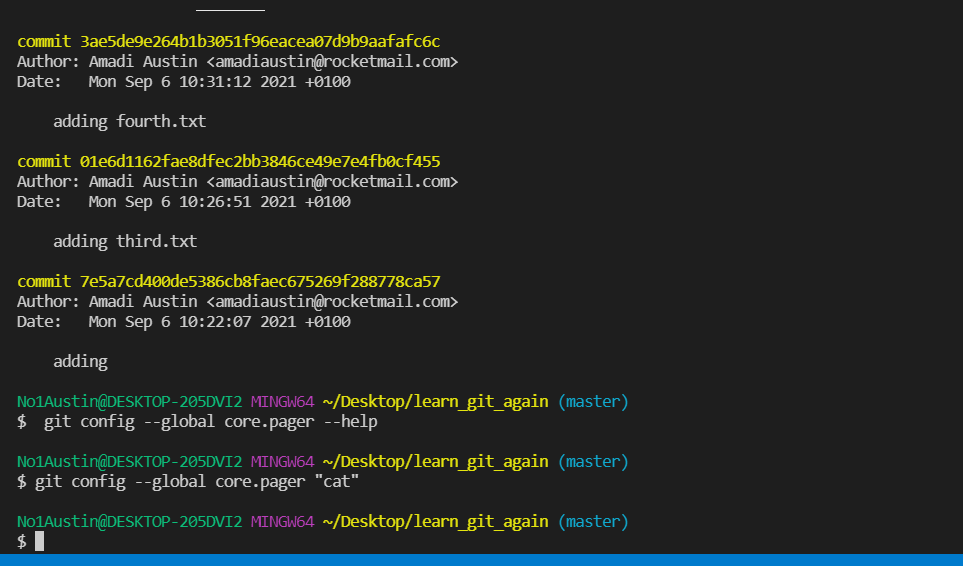 commit 3ae5de9e264b1b3051f96eacea07d9b9aafafc6c
Author: Amadi Austin <amadiaustin@rocketmail.com>
Date:   Mon Sep 6 10:31:12 2021 +0100
    adding fourth.txt
commit 01e6d1162fae8dfec2bb3846ce49e7e4fb0cf455
Author: Amadi Austin <amadiaustin@rocketmail.com>
Date:   Mon Sep 6 10:26:51 2021 +0100
    adding third.txt
commit 7e5a7cd400de5386cb8faec675269f288778ca57
Author: Amadi Austin <amadiaustin@rocketmail.com>
Date:   Mon Sep 6 10:22:07 2021 +0100
    adding
No1Austin@DESKTOP-205DVI2 MINGW64 ~/Desktop/learn_git_again (master)
$  git config --global core.pager --help
No1Austin@DESKTOP-205DVI2 MINGW64 ~/Desktop/learn_git_again (master)
$ git config --global core.pager "cat"
No1Austin@DESKTOP-205DVI2 MINGW64 ~/Desktop/learn_git_again (master)
$